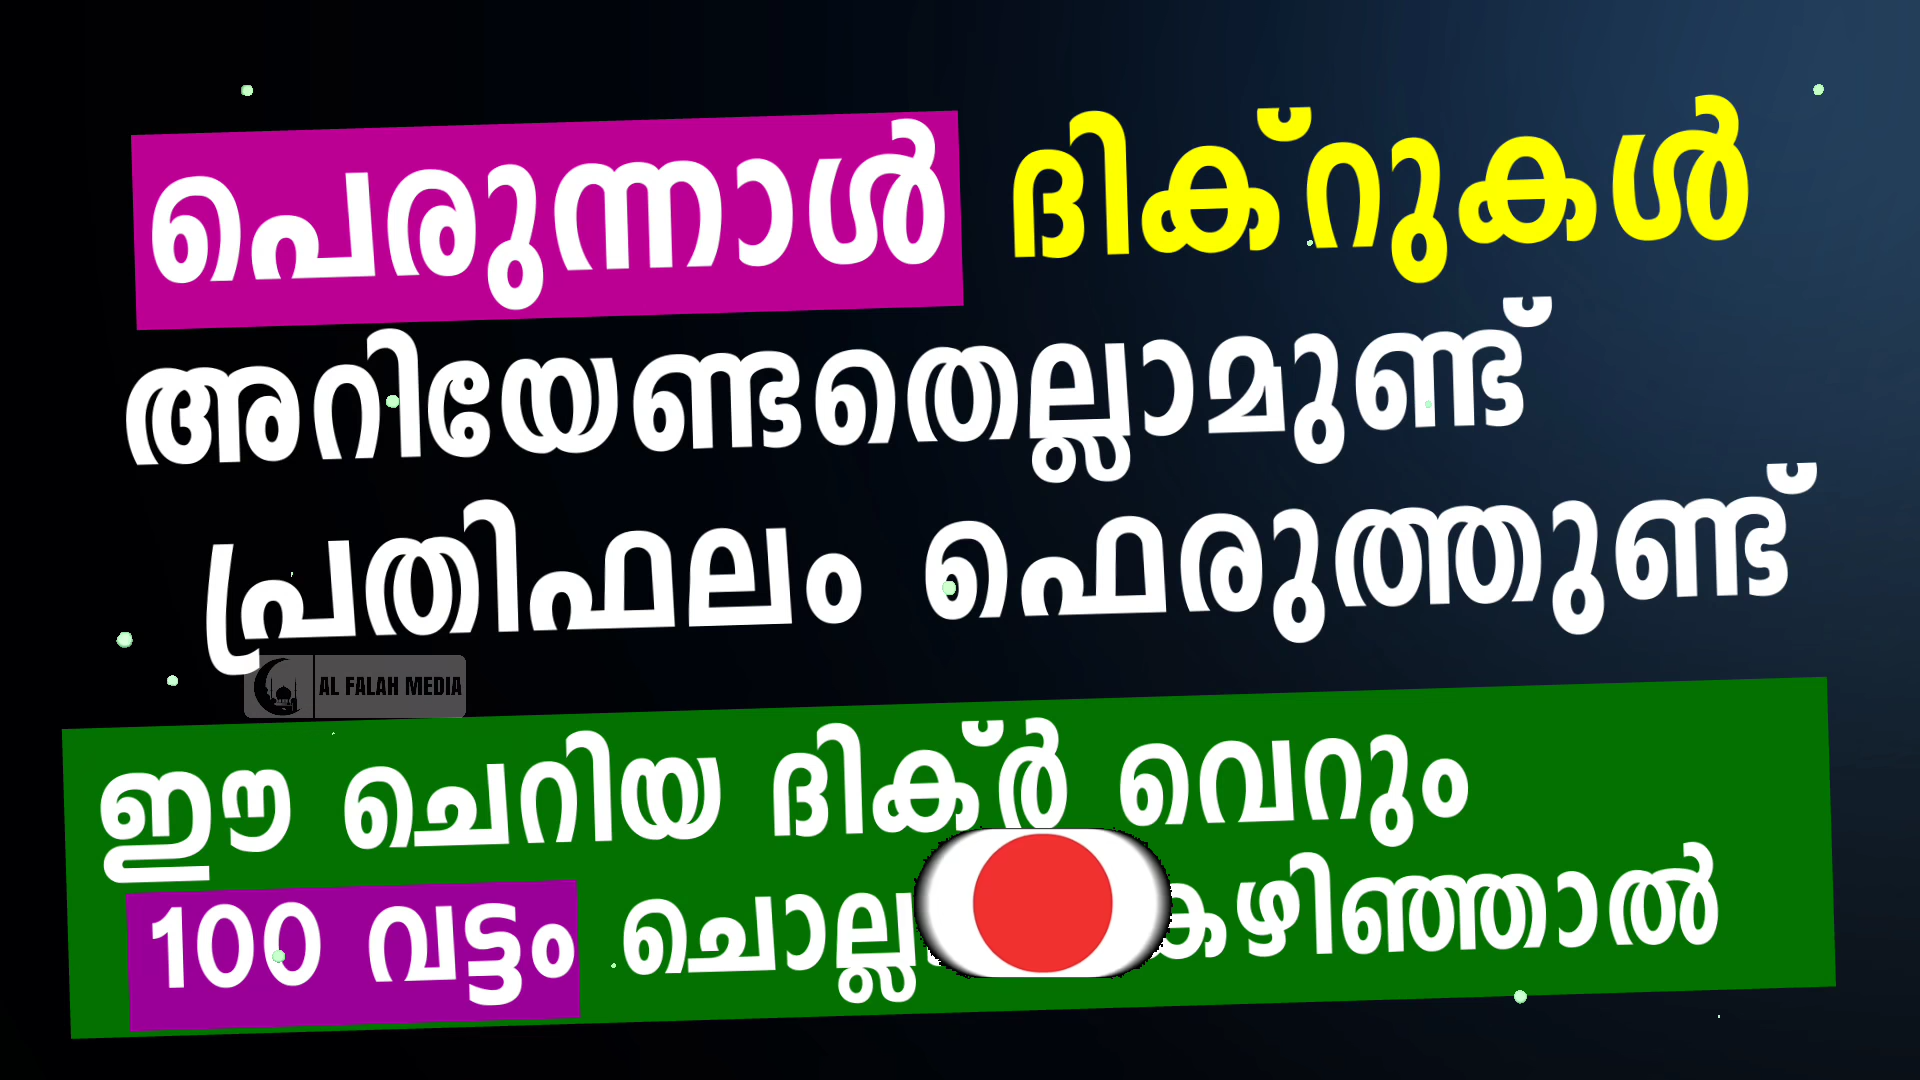 പെരുന്നാൾ ദിക്റുകൾ
അറിയേണ്ടതെല്ലാമുണ്ട്
പ്രതിഫലം ഫെരുത്തുണ്ട്
AL FALAH MEDIA
ഈ ചെറിയ ദിക്ർ വെറും
100 വട്ടം കഴിഞ്ഞാൽ